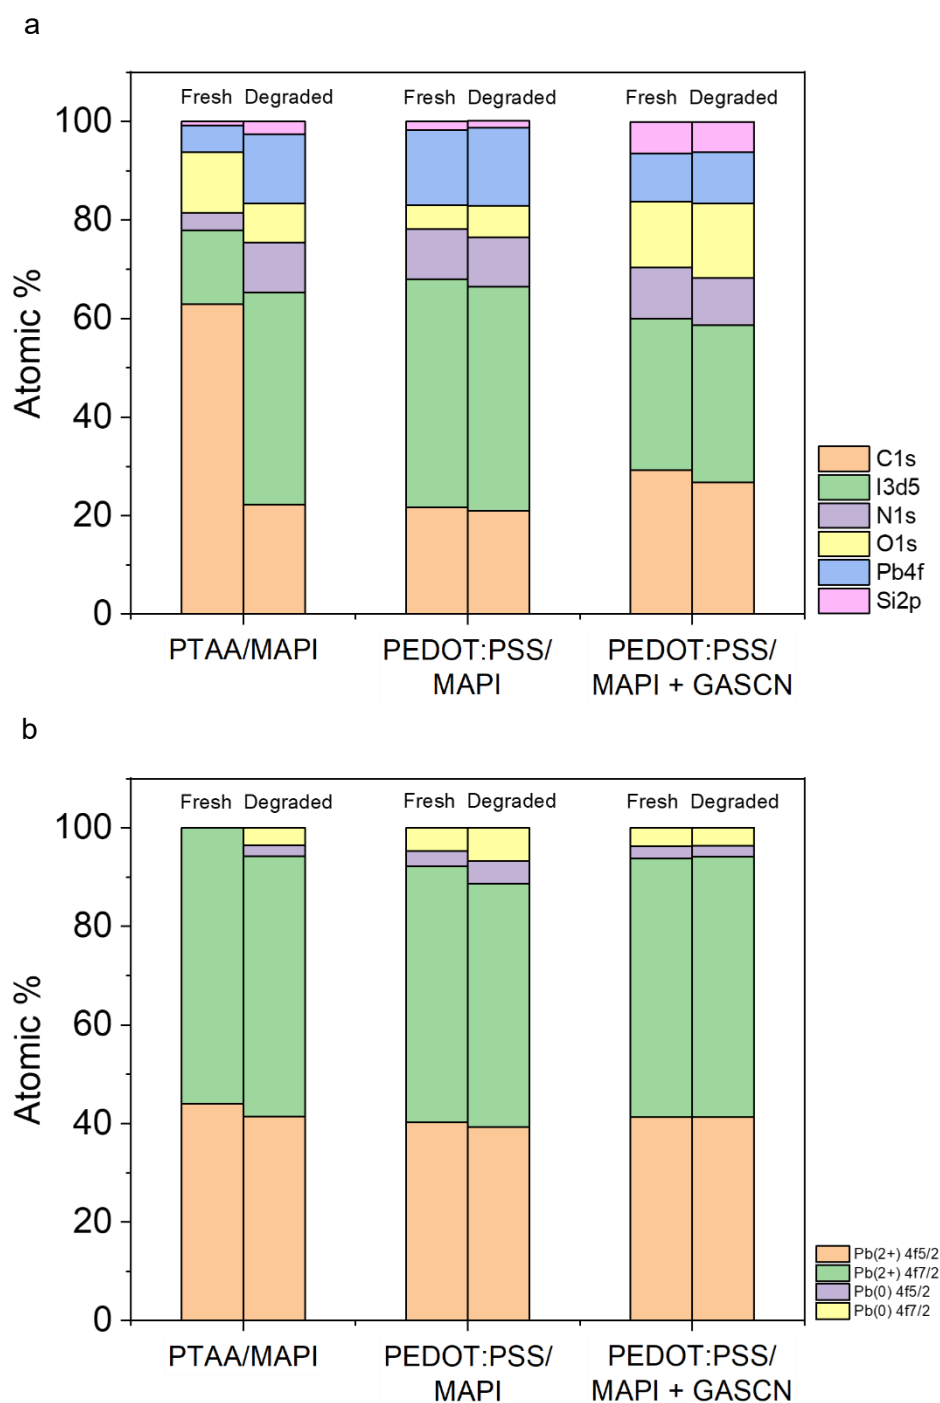 a
Fresh Degraded Fresh Degraded Fresh Degraded
100
80
60
40
20
0
Atomic %
PTAA/MAPI
PEDOT:PSS/
MAPI
PEDOT:PSS/
MAPI + GASCN
C1s
I3d5
N1s
O1s
Pb4f
Si2p
b
Fresh Degraded Fresh Degraded Fresh Degraded
100
80
60
40
20
0
Atomic %
PTAA/MAPI
PEDOT:PSS/
MAPI
PEDOT:PSS/
MAPI + GASCN
Pb(2+) 4f5/2
Pb(2+) 4f7/2
Pb(0) 4f5/2
Pb(0) 4f7/2